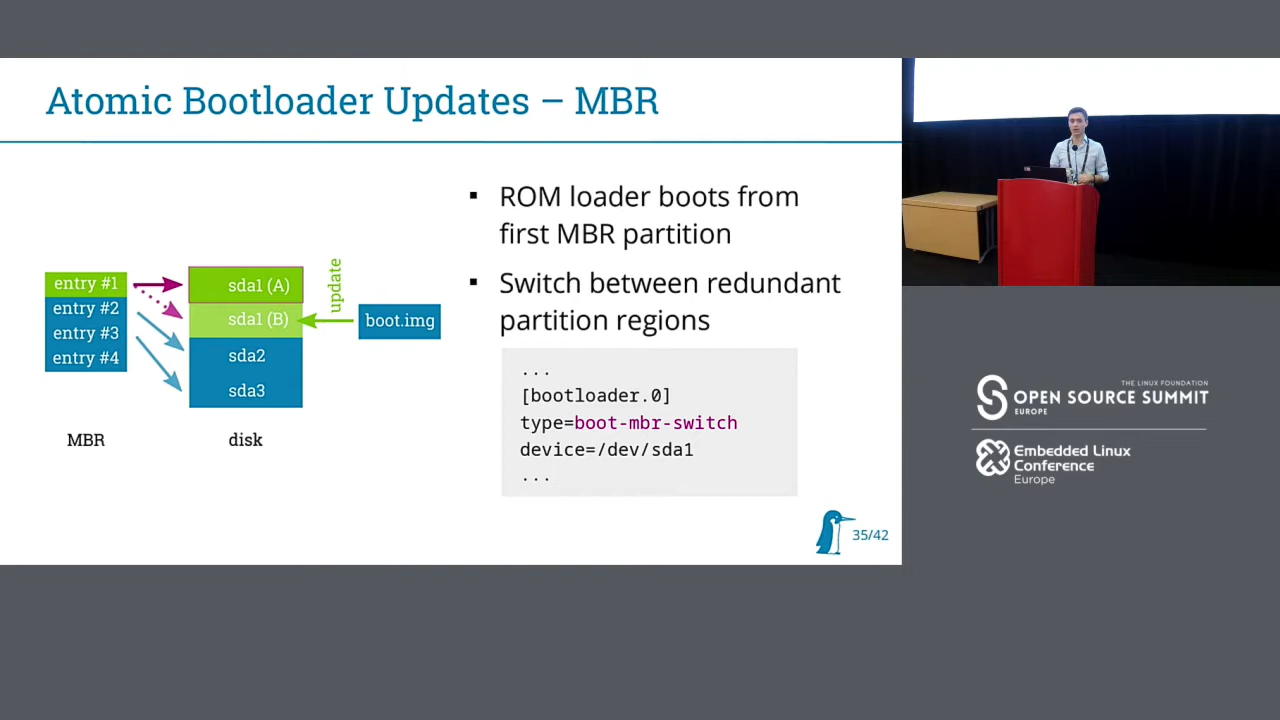 Atomic Bootloader Updates – MBR
entry #1
entry #2
entry #3
entry #4
MBR
sda1 (A)
sda1 (B)
sda2
sda3
disk
update
boot.img
▪ ROM loader boots from
first MBR partition
▪ Switch between redundant
partition regions
...
[bootloader.0]
type=boot-mbr-switch
device=/dev/sda1
...
35/42
THE LINUX FOUNDATION
OPEN SOURCE SUMMIT
EUROPE
Embedded Linux
Conference
Europe